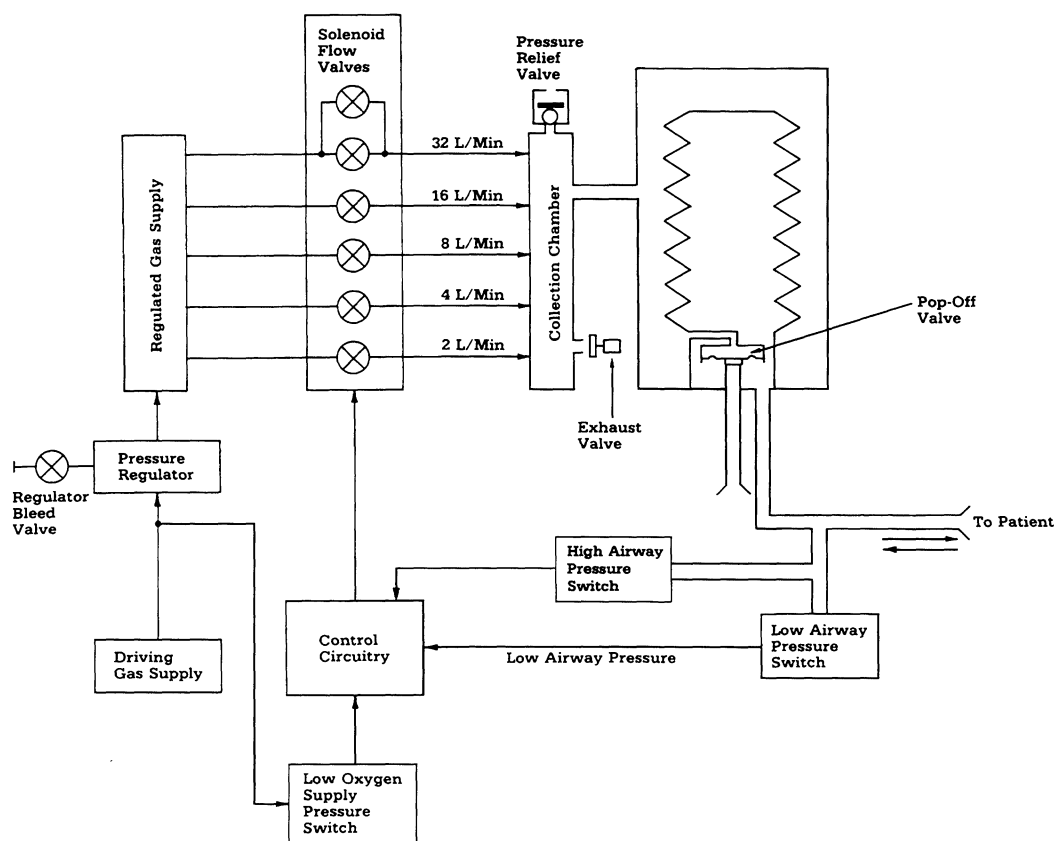 Solenoid
Flow
Valves
Pressure
Relief
Valve
32 L/Min
16 L/Min
8 L/Min
4 L/Min
2 L/Min
Regulated Gas Supply
Collection Chamber
Pop-Off
Valve
Exhaust
Valve
Pressure
Regulator
Regulator
Bleed
Valve
To Patient
High Airway
Pressure
Switch
Control
Circuitry
Low Airway Pressure
Low Airway
Pressure
Switch
Driving
Gas Supply
Low Oxygen
Supply
Pressure
Switch